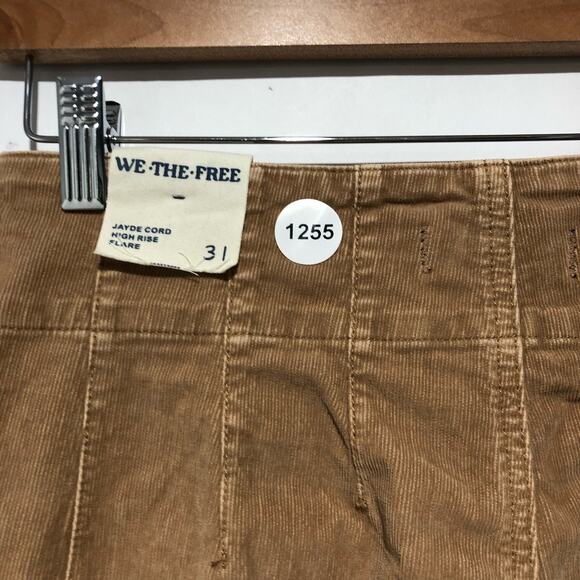 WE·THE·FREE
JAYDE CORD
HIGH RISE
FLARE
31
1255